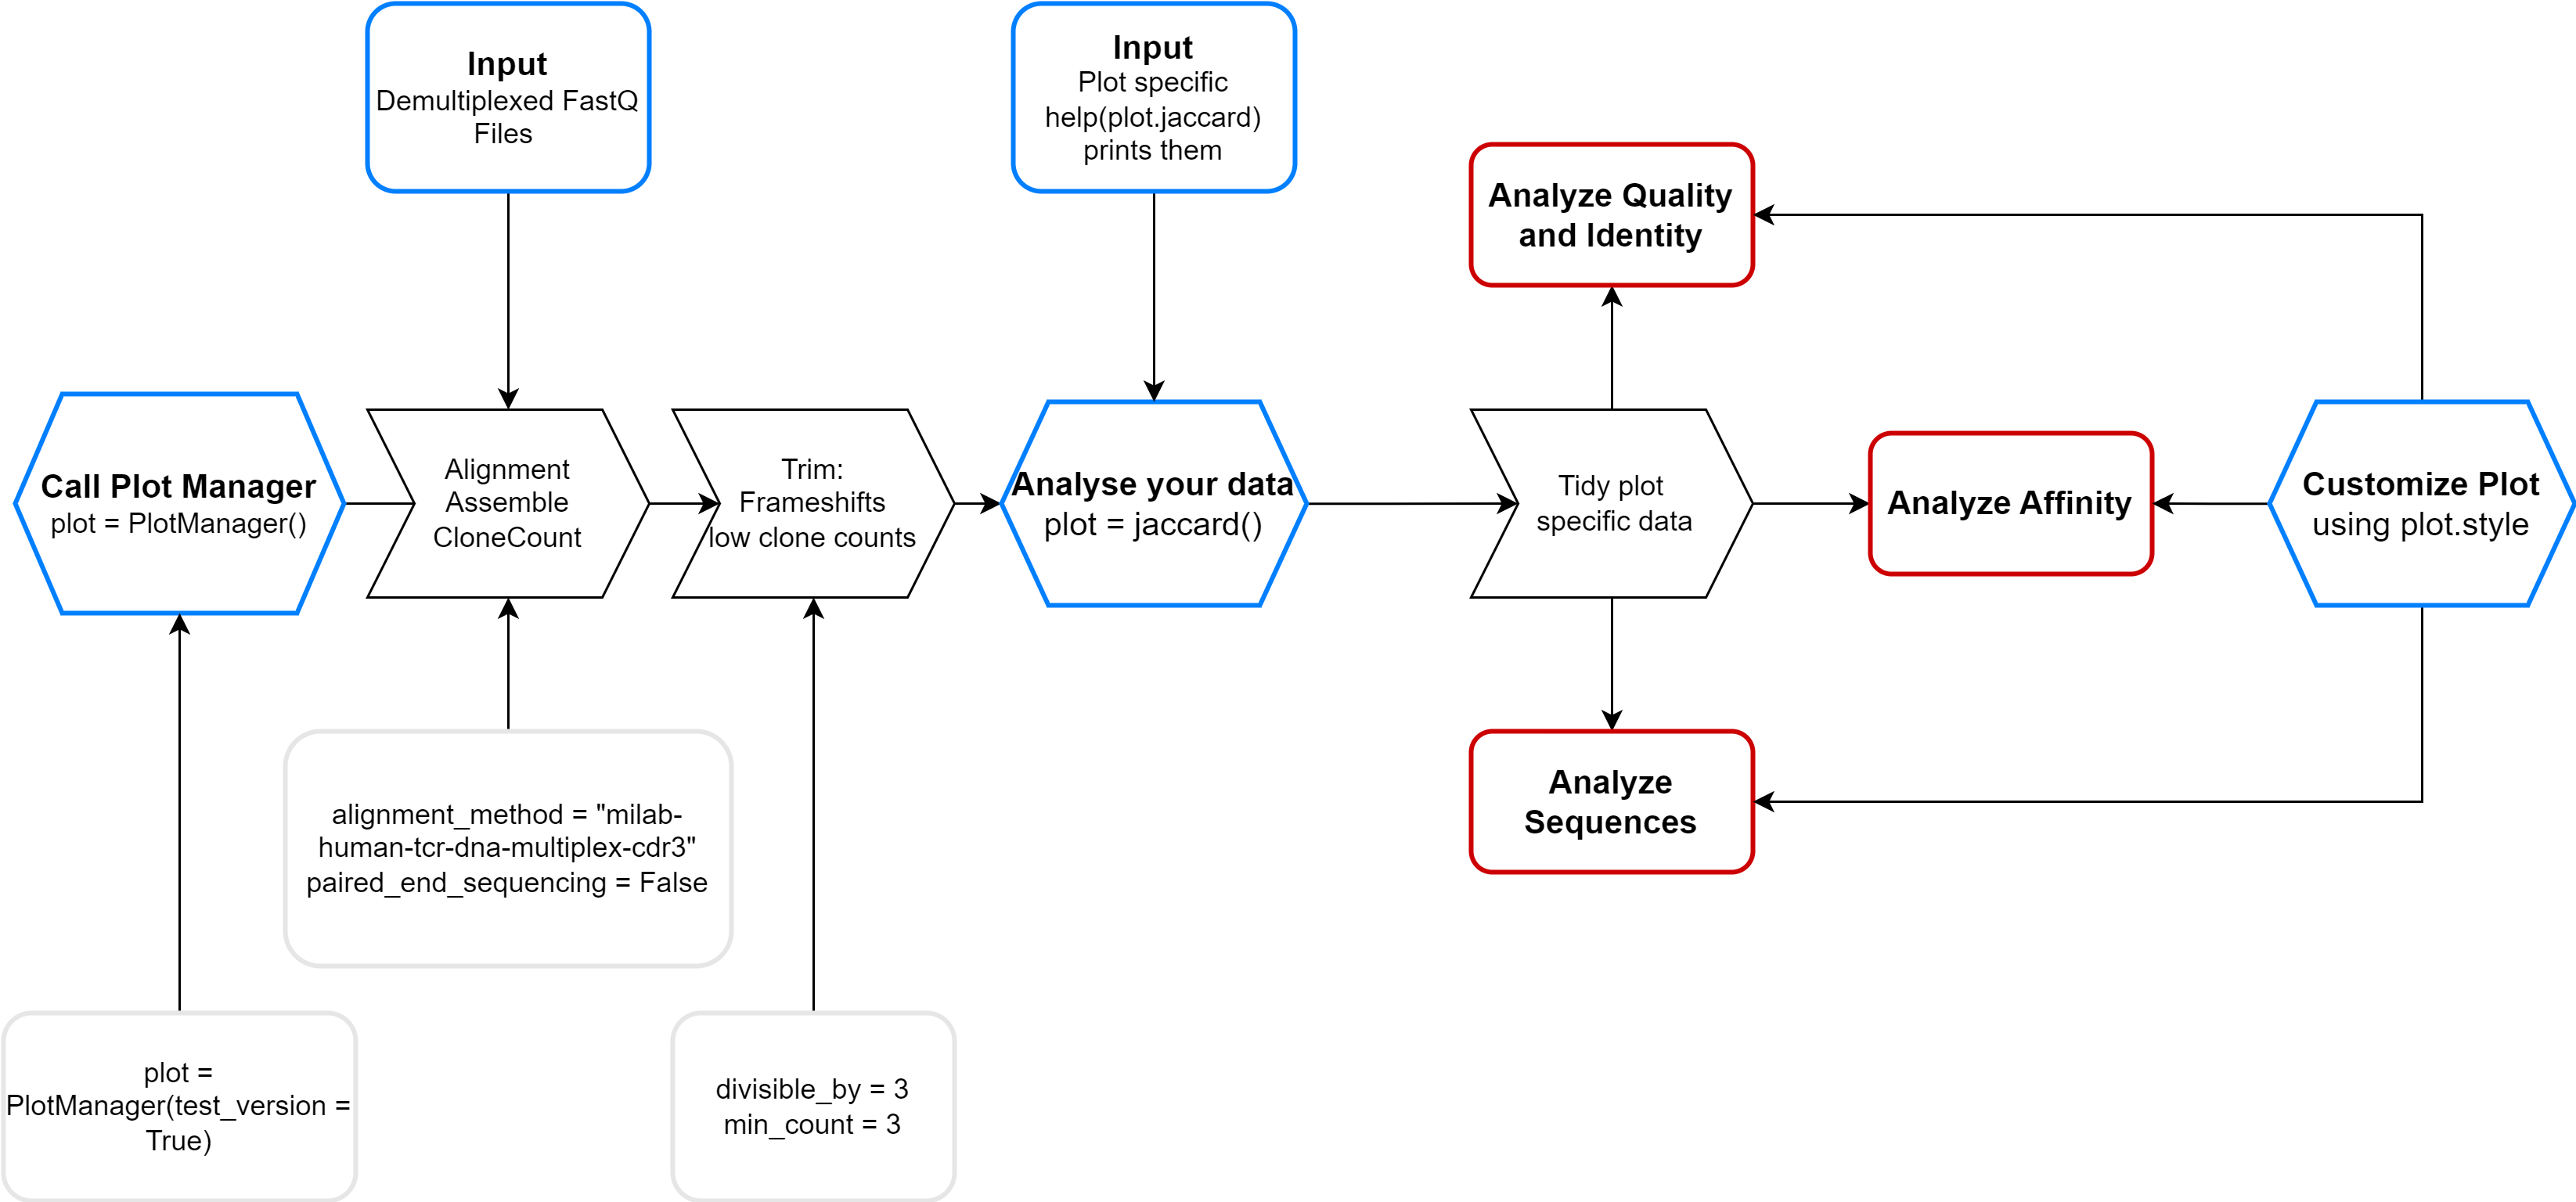 Input
Demultiplexed FastQ
Files
Input
Plot specific
help(plot.jaccard)
prints them
Analyze Quality
and Identity
Call Plot Manager
plot = PlotManager()
Alignment
Assemble
CloneCount
Trim:
Frameshifts
low clone counts
Analyse your data
plot = jaccard()
Tidy plot
specific data
Analyze Affinity
Customize Plot
using plot.style
alignment_method = "milab-
human-tcr-dna-multiplex-cdr3"
paired_end_sequencing = False
Analyze
Sequences
plot =
PlotManager(test_version =
True)
divisible_by = 3
min_count = 3